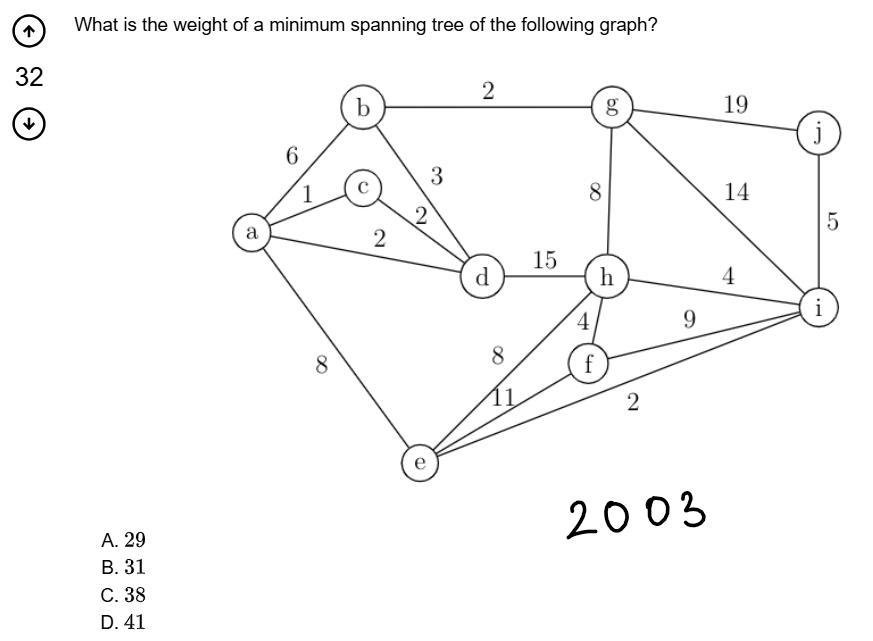 What is the weight of a minimum spanning tree of the following graph?
32
b 2 g 19 j
6 1 c 3 8 14 5
a 2 2 d 15 h 4 i
8 8 4 f 9
11 2
e
2003
A. 29
B. 31
C. 38
D. 41